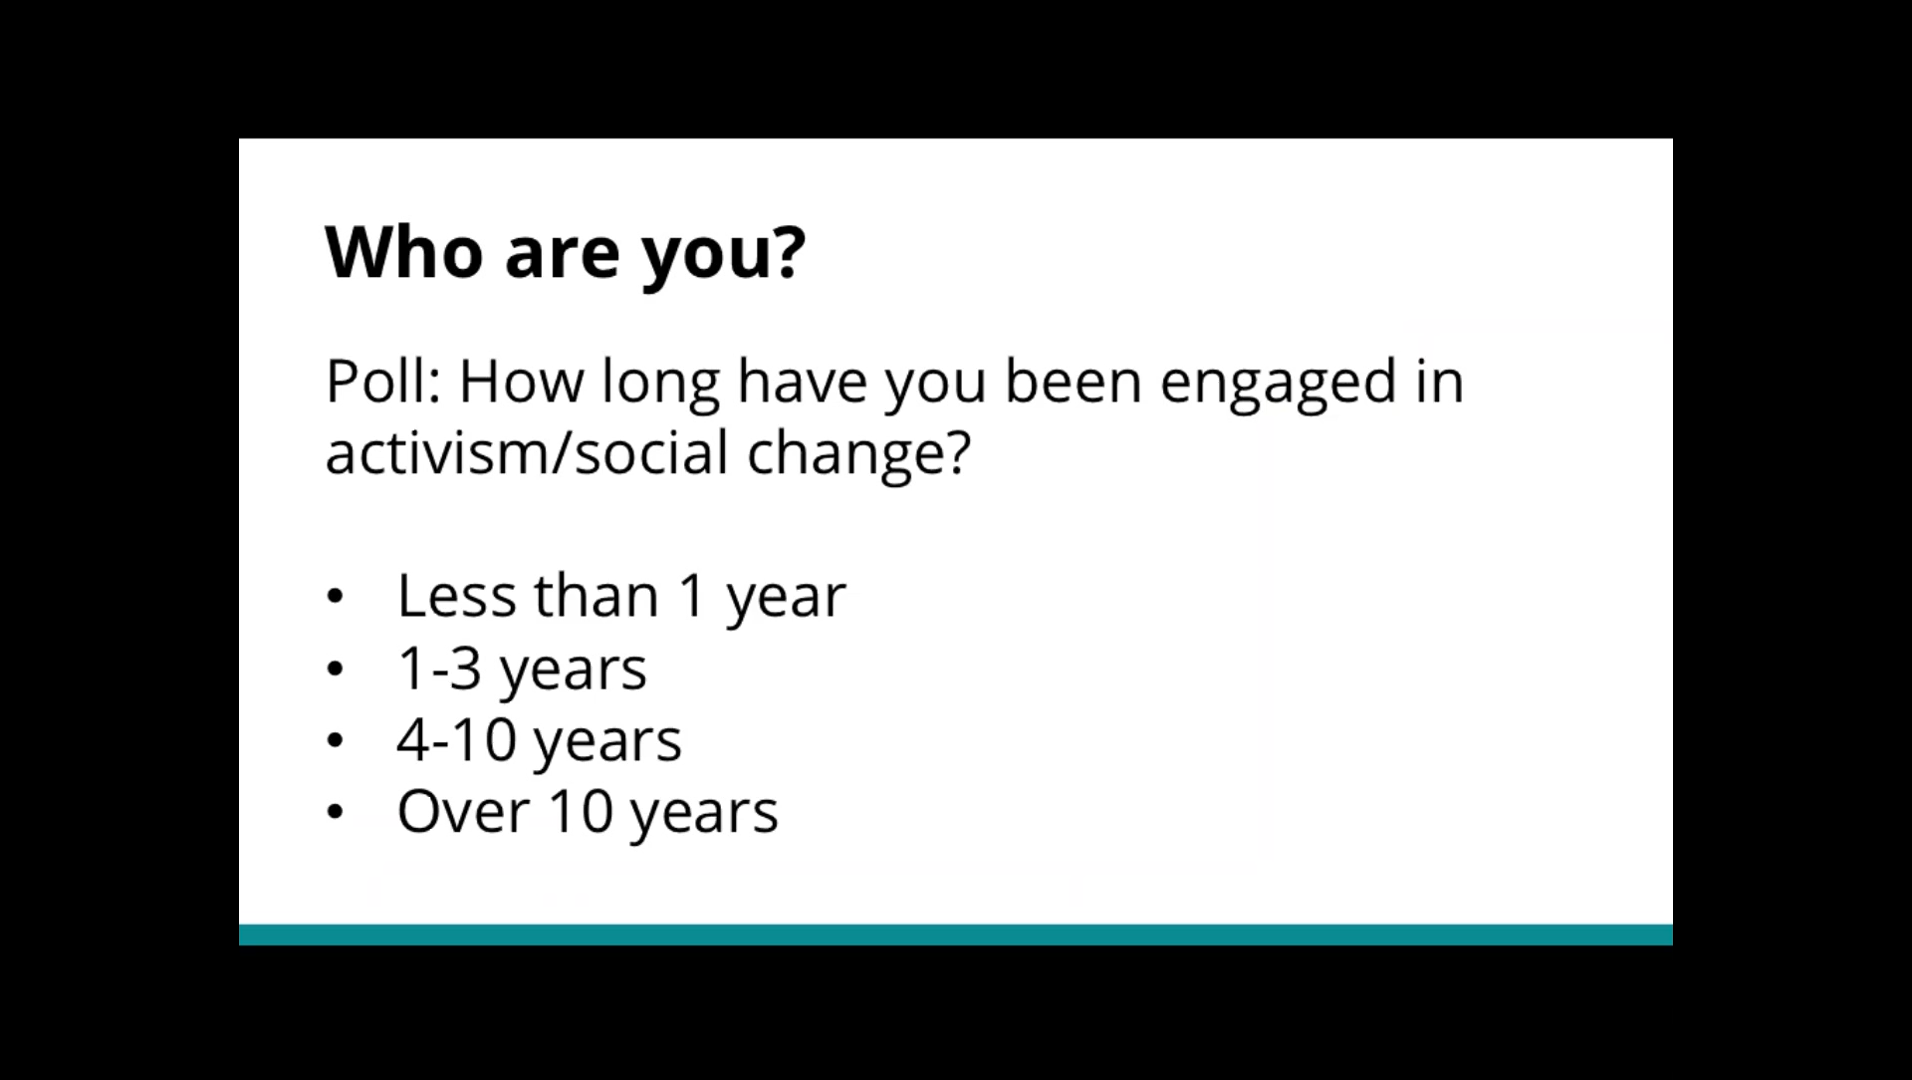 Who are you?
Poll: How long have you been engaged in
activism/social change?
• Less than 1 year
• 1-3 years
• 4-10 years
• Over 10 years